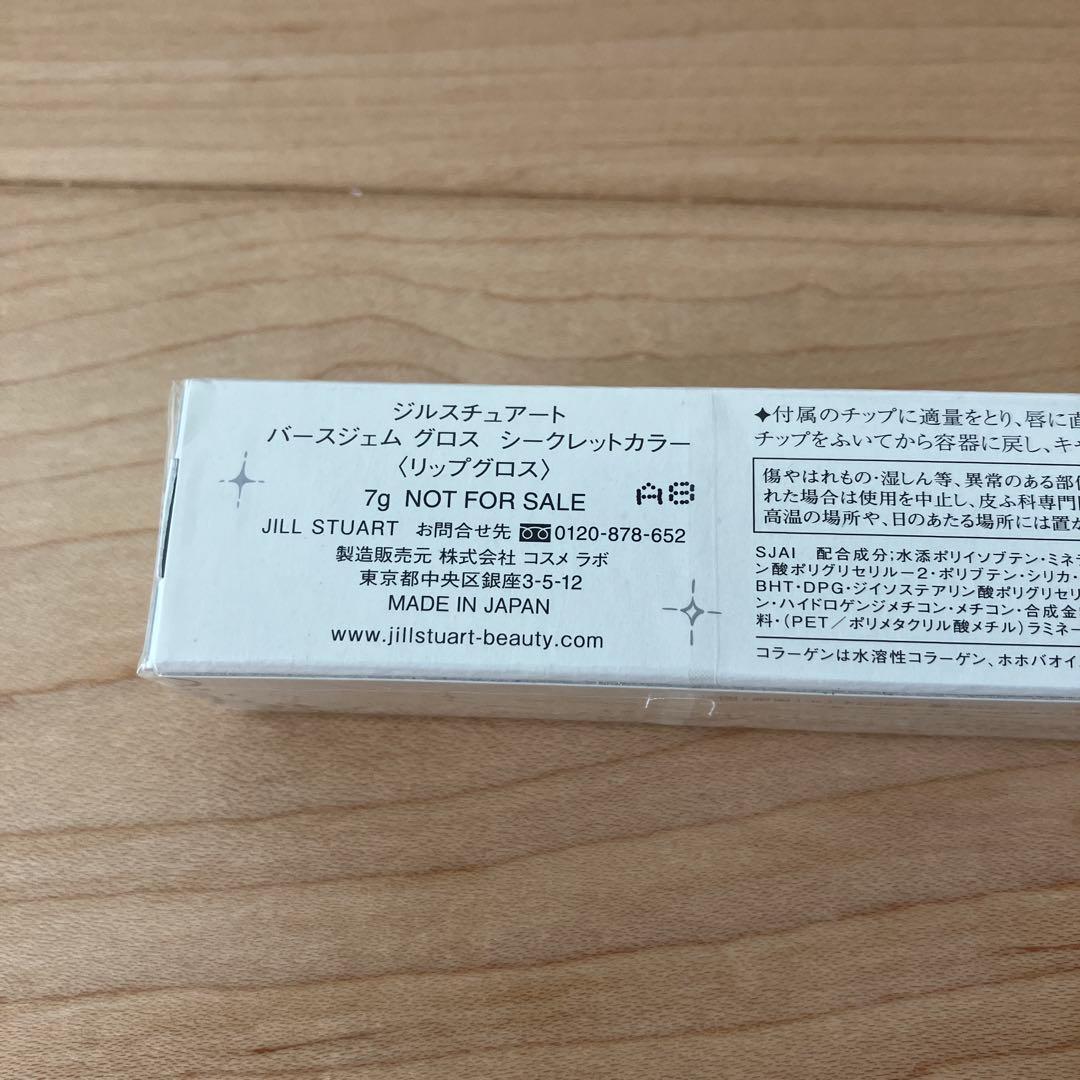 ジルスチュアート
バースジェム グロス シークレットカラー
〈リップグロス〉
7g NOT FOR SALE
A8
JILL STUART お問合せ先 0120-878-652
製造販売元 株式会社 コスメ ラボ
東京都中央区銀座3-5-12
MADE IN JAPAN
www.jillstuart-beauty.com
✦付属のチップに適量をとり、唇に直
チップをふいてから容器に戻し、キャ
傷やはれもの・湿しん等、異常のある部位
れた場合は使用を中止し、皮ふ科専門
高温の場所や、日のあたる場所には置か
SJAI 配合成分;水添ポリイソブテン・ミネラ
ン酸ポリグリセリル－2・ポリブテン・シリカ・
BHT・DPG・ジイソステアリン酸ポリグリセリ
ン・ハイドロゲンジメチコン・メチコン・合成金
料・(PET／ポリメタクリル酸メチル)ラミネー
コラーゲンは水溶性コラーゲン、ホホバオイ